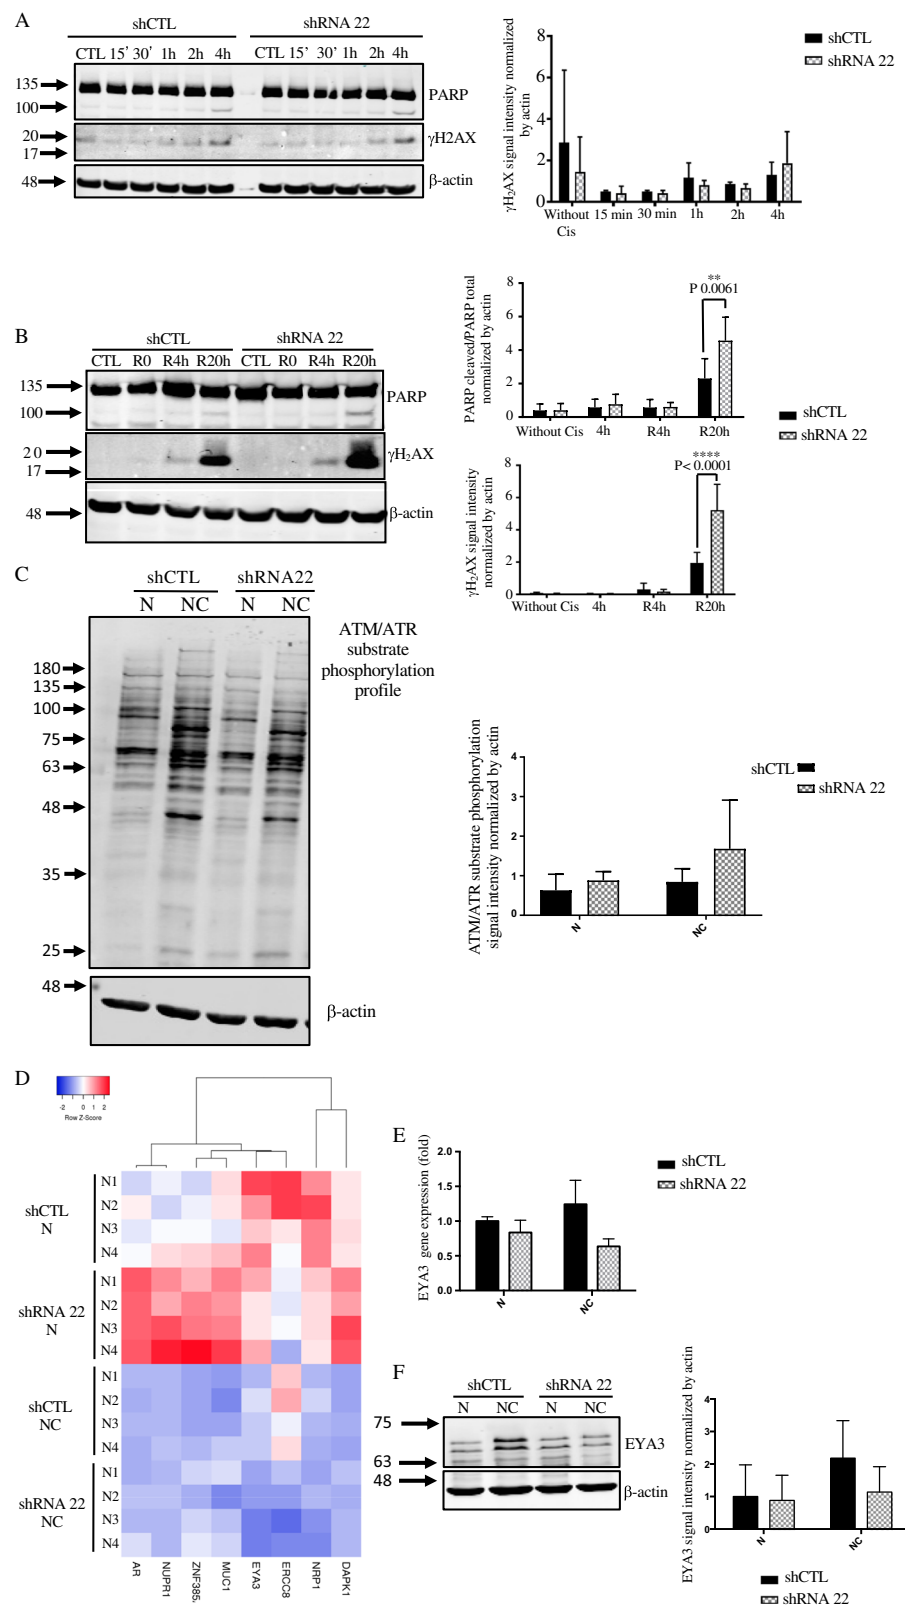 A
shCTL
shRNA 22
CTL 15’ 30’ 1h 2h 4h
CTL 15’ 30’ 1h 2h 4h
135
PARP
100
20
γH2AX
17
48
β-actin
γH₂AX signal intensity normalized
by actin
8
6
4
2
0
Without
Cis
15 min
30 min
1h
2h
4h
shCTL
shRNA 22
B
shCTL
shRNA 22
CTL R0 R4h R20h
CTL R0 R4h R20h
135
PARP
100
20
γH₂AX
17
48
β-actin
PARP cleaved/PARP total
normalized by actin
8
6
4
2
0
**
P 0.0061
Without Cis
4h
R4h
R20h
shCTL
shRNA 22
γH₂AX signal intensity
normalized by actin
8
6
4
2
0
****
P< 0.0001
Without Cis
4h
R4h
R20h
C
shCTL
shRNA22
N NC N NC
ATM/ATR
substrate
phosphorylation
profile
180
135
100
75
63
48
35
25
48
β-actin
ATM/ATR substrate phosphorylation
signal intensity normalized by actin
4
3
2
1
0
N
NC
shCTL
shRNA 22
D
-2 0 2
Row Z-Score
shCTL
N
N1
N2
N3
N4
shRNA 22
N
N1
N2
N3
N4
shCTL
NC
N1
N2
N3
N4
shRNA 22
NC
N1
N2
N3
N4
AR
NUPR1
ZNF385.
MUC1
EYA3
ERCC8
NRP1
DAPK1
E
EYA3 gene expression (fold)
2.0
1.5
1.0
0.5
0.0
N
NC
shCTL
shRNA 22
F
shCTL
shRNA 22
N NC N NC
75
EYA3
63
48
β-actin
EYA3 signal intensity normalized by actin
4
3
2
1
0
N
NC
shCTL
shRNA 22